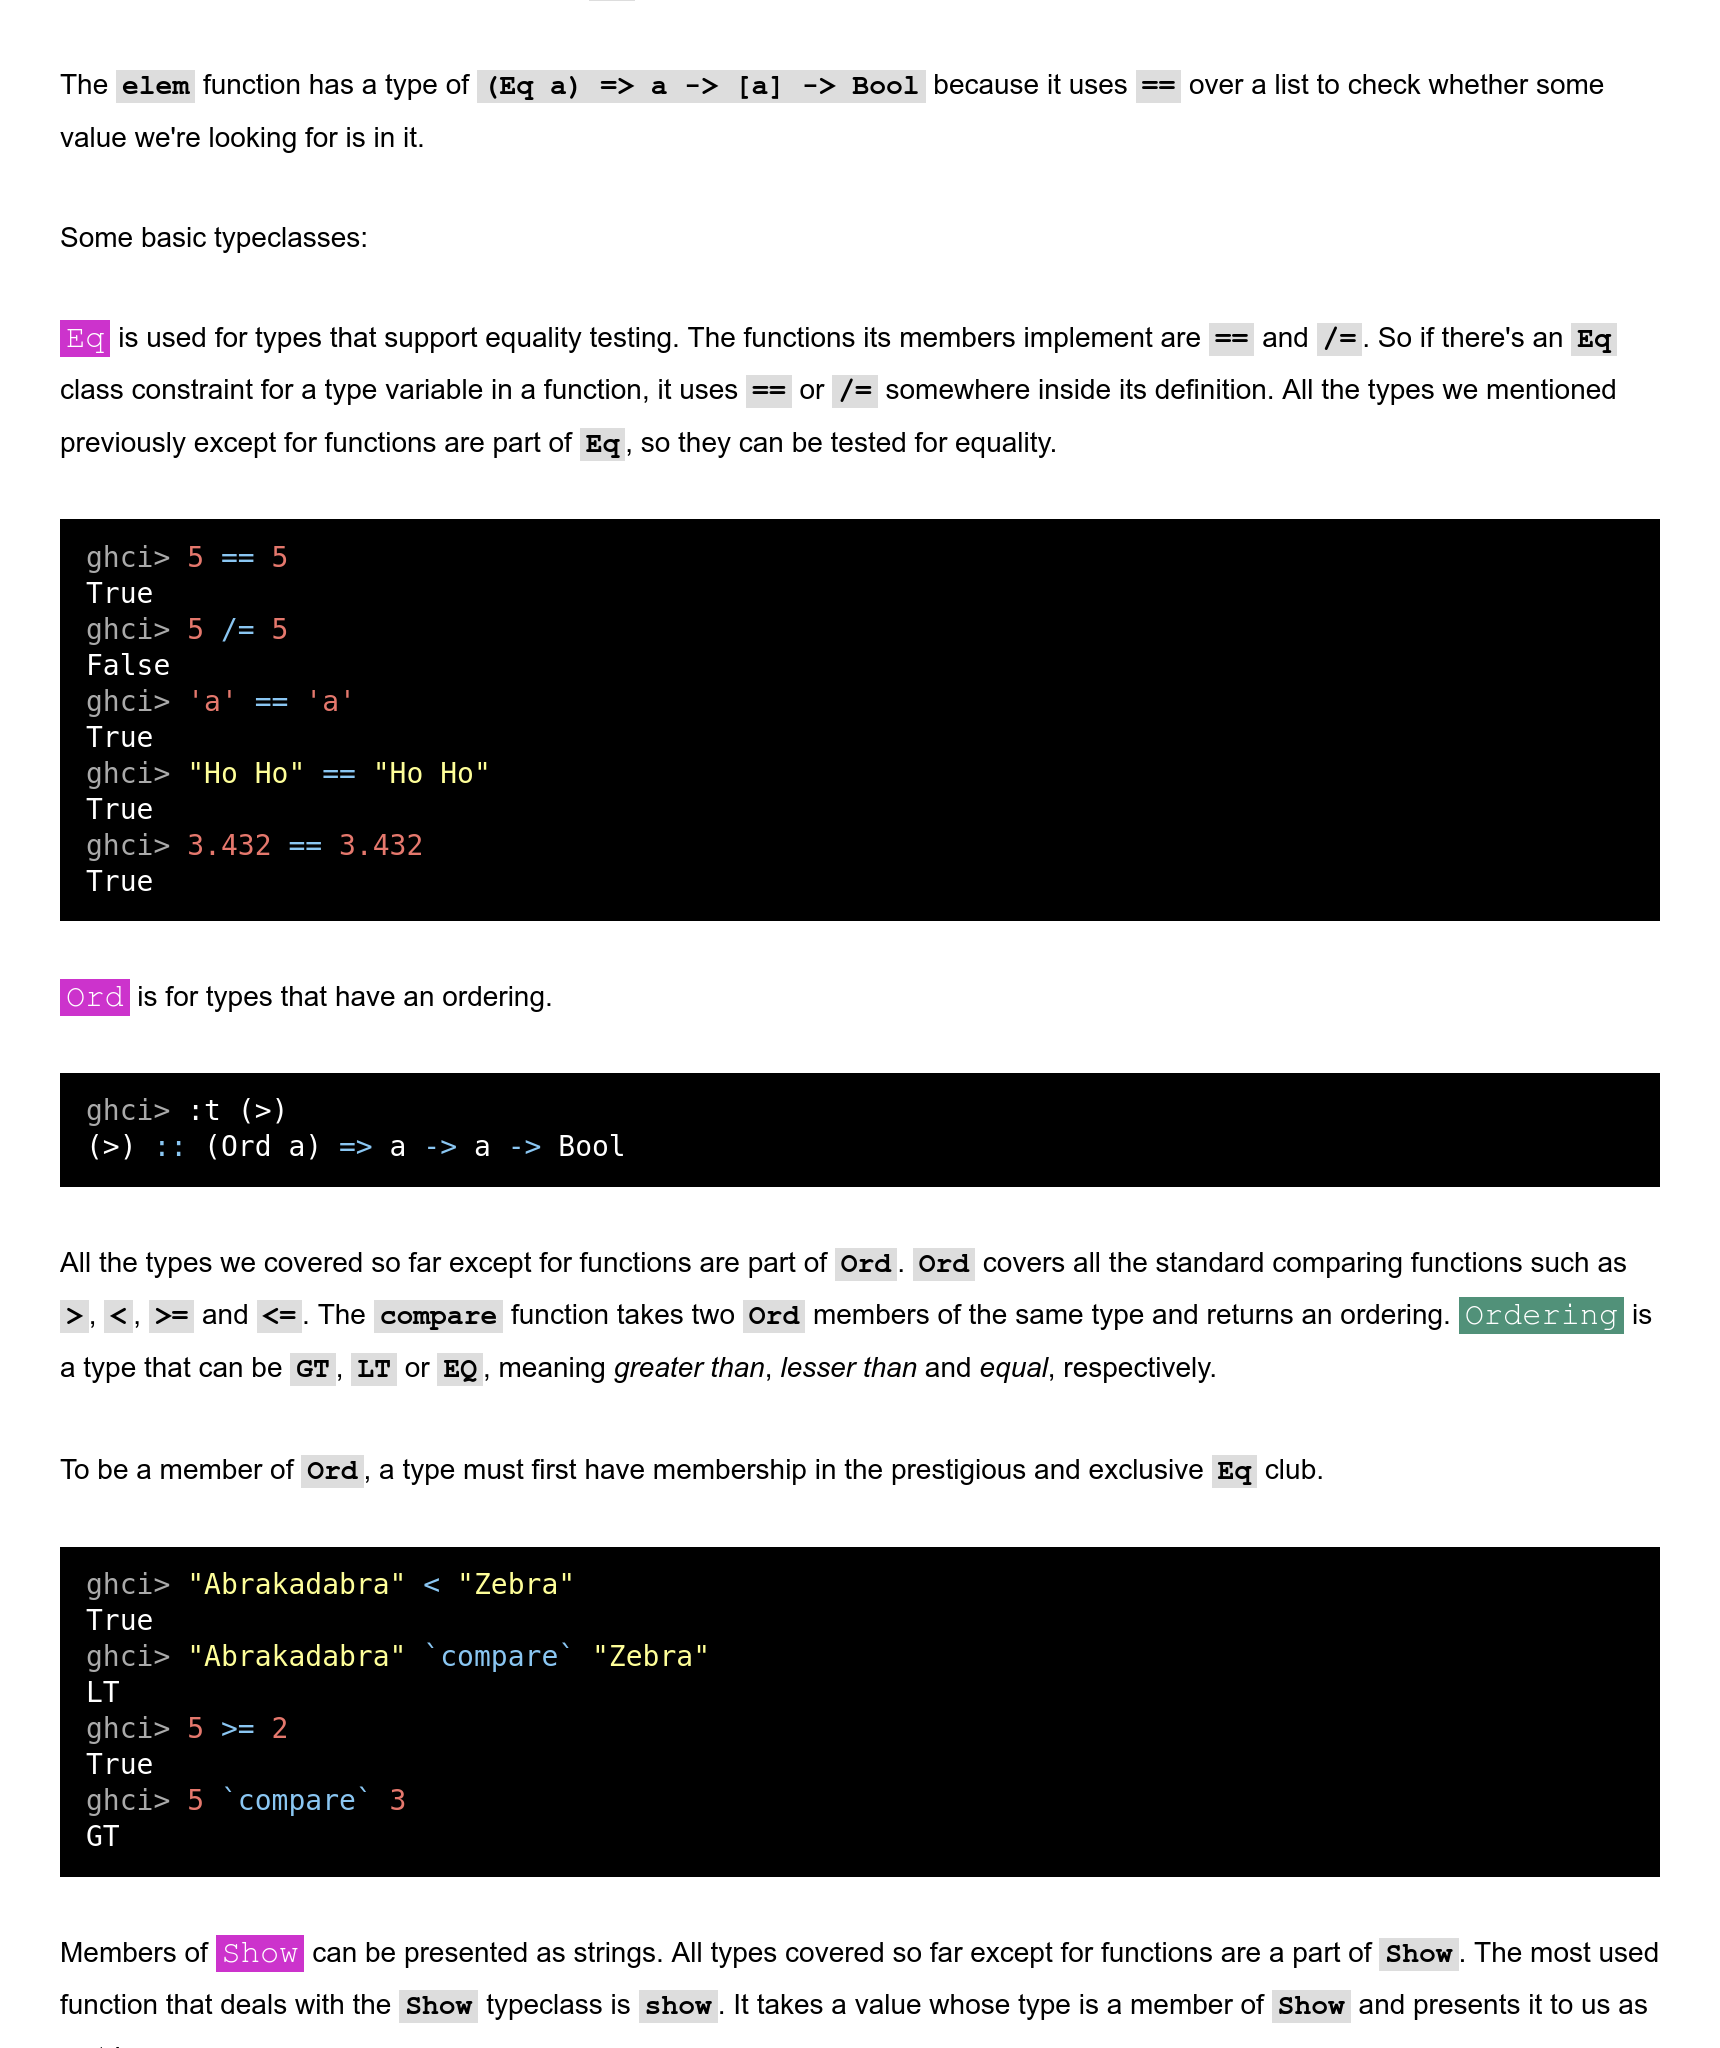 The elem function has a type of (Eq a) => a -> [a] -> Bool because it uses == over a list to check whether some
value we're looking for is in it.
Some basic typeclasses:
Eq is used for types that support equality testing. The functions its members implement are == and /=. So if there's an Eq
class constraint for a type variable in a function, it uses == or /= somewhere inside its definition. All the types we mentioned
previously except for functions are part of Eq, so they can be tested for equality.
ghci> 5 == 5
True
ghci> 5 /= 5
False
ghci> 'a' == 'a'
True
ghci> "Ho Ho" == "Ho Ho"
True
ghci> 3.432 == 3.432
True
Ord is for types that have an ordering.
ghci> :t (>)
(>) :: (Ord a) => a -> a -> Bool
All the types we covered so far except for functions are part of Ord. Ord covers all the standard comparing functions such as
>, <, >= and <=. The compare function takes two Ord members of the same type and returns an ordering. Ordering is
a type that can be GT, LT or EQ, meaning greater than, lesser than and equal, respectively.
To be a member of Ord, a type must first have membership in the prestigious and exclusive Eq club.
ghci> "Abrakadabra" < "Zebra"
True
ghci> "Abrakadabra" `compare` "Zebra"
LT
ghci> 5 >= 2
True
ghci> 5 `compare` 3
GT
Members of Show can be presented as strings. All types covered so far except for functions are a part of Show. The most used
function that deals with the Show typeclass is show. It takes a value whose type is a member of Show and presents it to us as